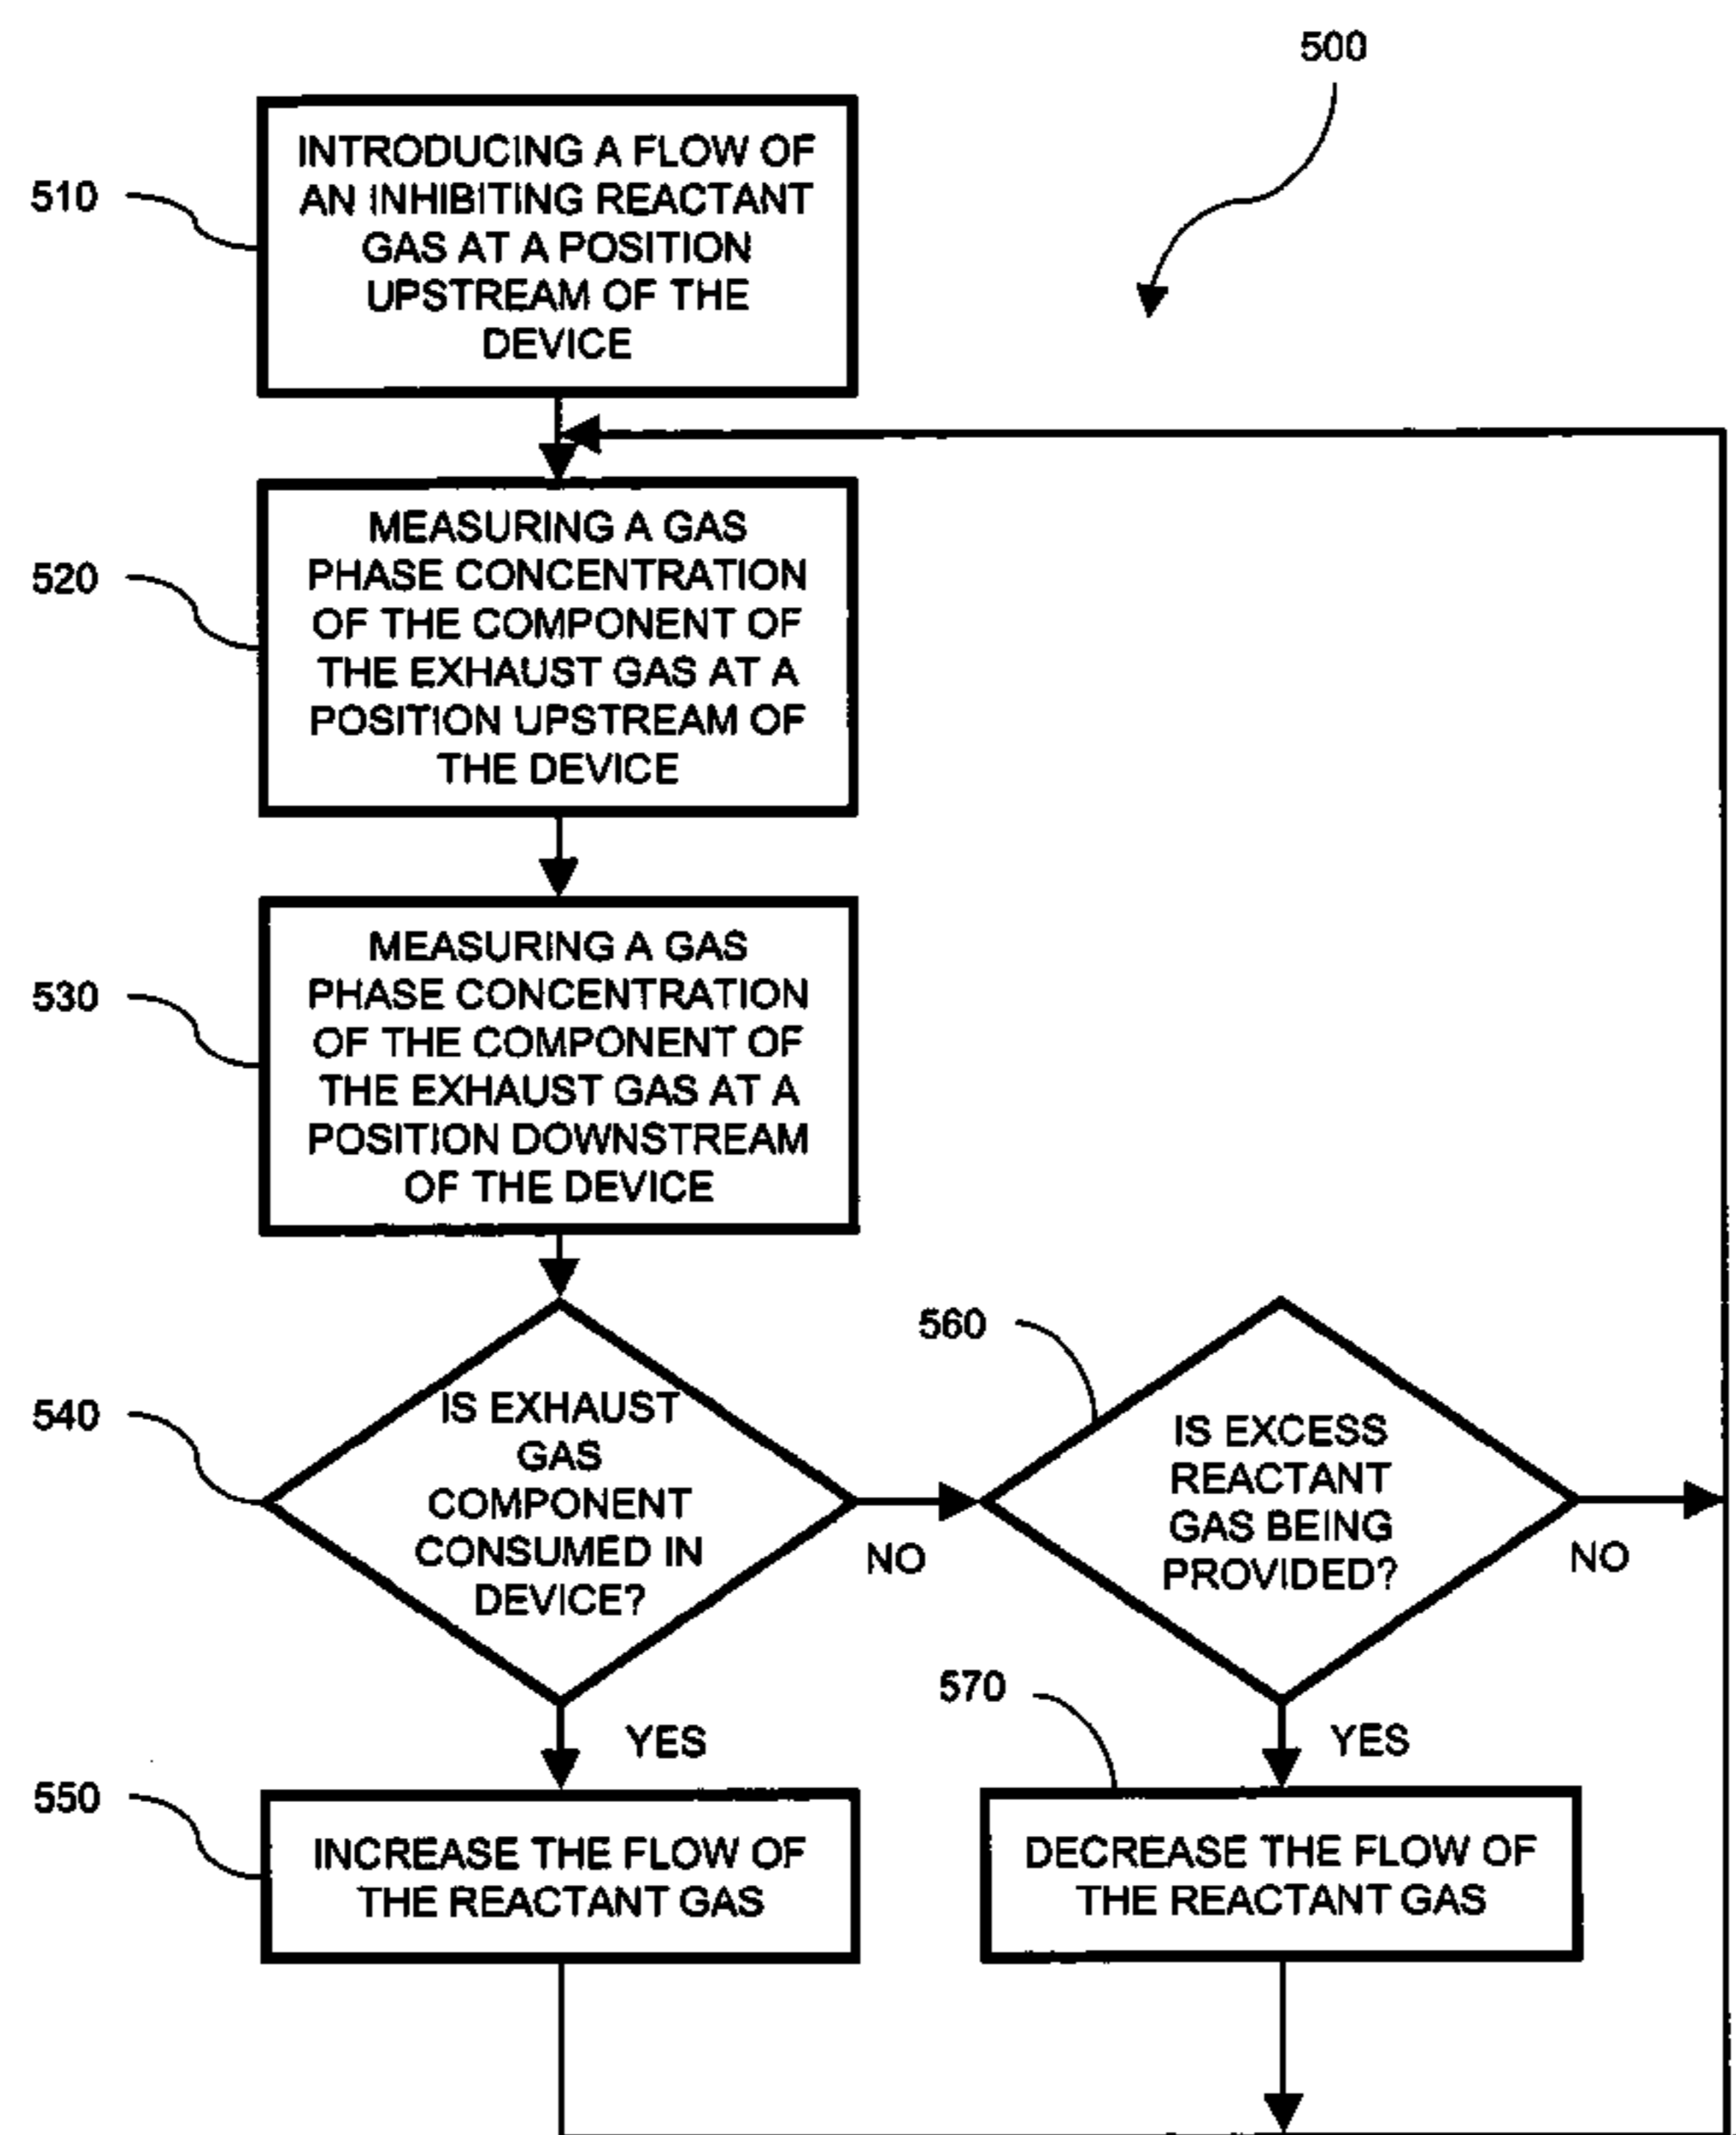 500
510
INTRODUCING A FLOW OF
AN INHIBITING REACTANT
GAS AT A POSITION
UPSTREAM OF THE
DEVICE
520
MEASURING A GAS
PHASE CONCENTRATION
OF THE COMPONENT OF
THE EXHAUST GAS AT A
POSITION UPSTREAM OF
THE DEVICE
530
MEASURING A GAS
PHASE CONCENTRATION
OF THE COMPONENT OF
THE EXHAUST GAS AT A
POSITION DOWNSTREAM
OF THE DEVICE
540
IS EXHAUST
GAS
COMPONENT
CONSUMED IN
DEVICE?
NO
560
IS EXCESS
REACTANT
GAS BEING
PROVIDED?
NO
YES
550
INCREASE THE FLOW OF
THE REACTANT GAS
YES
570
DECREASE THE FLOW OF
THE REACTANT GAS